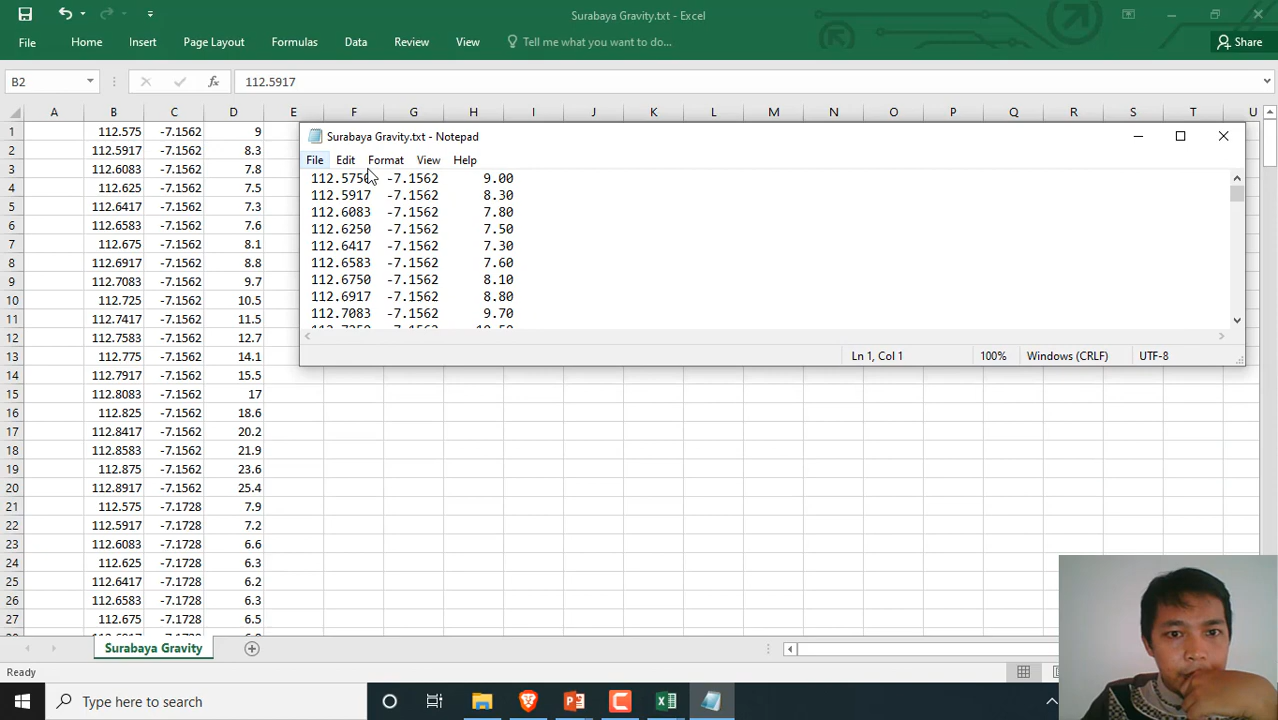 Surabaya Gravity.txt - Excel
File Home Insert Page Layout Formulas Data Review View Tell me what you want to do... Share
B2 fx 112.5917
A B C D E F G H I J K L M N O P Q R S T U
1 112.575 -7.1562 9
2 112.5917 -7.1562 8.3
3 112.6083 -7.1562 7.8
4 112.625 -7.1562 7.5
5 112.6417 -7.1562 7.3
6 112.6583 -7.1562 7.6
7 112.675 -7.1562 8.1
8 112.6917 -7.1562 8.8
9 112.7083 -7.1562 9.7
10 112.725 -7.1562 10.5
11 112.7417 -7.1562 11.5
12 112.7583 -7.1562 12.7
13 112.775 -7.1562 14.1
14 112.7917 -7.1562 15.5
15 112.8083 -7.1562 17
16 112.825 -7.1562 18.6
17 112.8417 -7.1562 20.2
18 112.8583 -7.1562 21.9
19 112.875 -7.1562 23.6
20 112.8917 -7.1562 25.4
21 112.575 -7.1728 7.9
22 112.5917 -7.1728 7.2
23 112.6083 -7.1728 6.6
24 112.625 -7.1728 6.3
25 112.6417 -7.1728 6.2
26 112.6583 -7.1728 6.3
27 112.675 -7.1728 6.5
Surabaya Gravity.txt - Notepad
File Edit Format View Help
112.5750 -7.1562 9.00
112.5917 -7.1562 8.30
112.6083 -7.1562 7.80
112.6250 -7.1562 7.50
112.6417 -7.1562 7.30
112.6583 -7.1562 7.60
112.6750 -7.1562 8.10
112.6917 -7.1562 8.80
112.7083 -7.1562 9.70
Ln 1, Col 1 100% Windows (CRLF) UTF-8
Surabaya Gravity
Ready
Type here to search